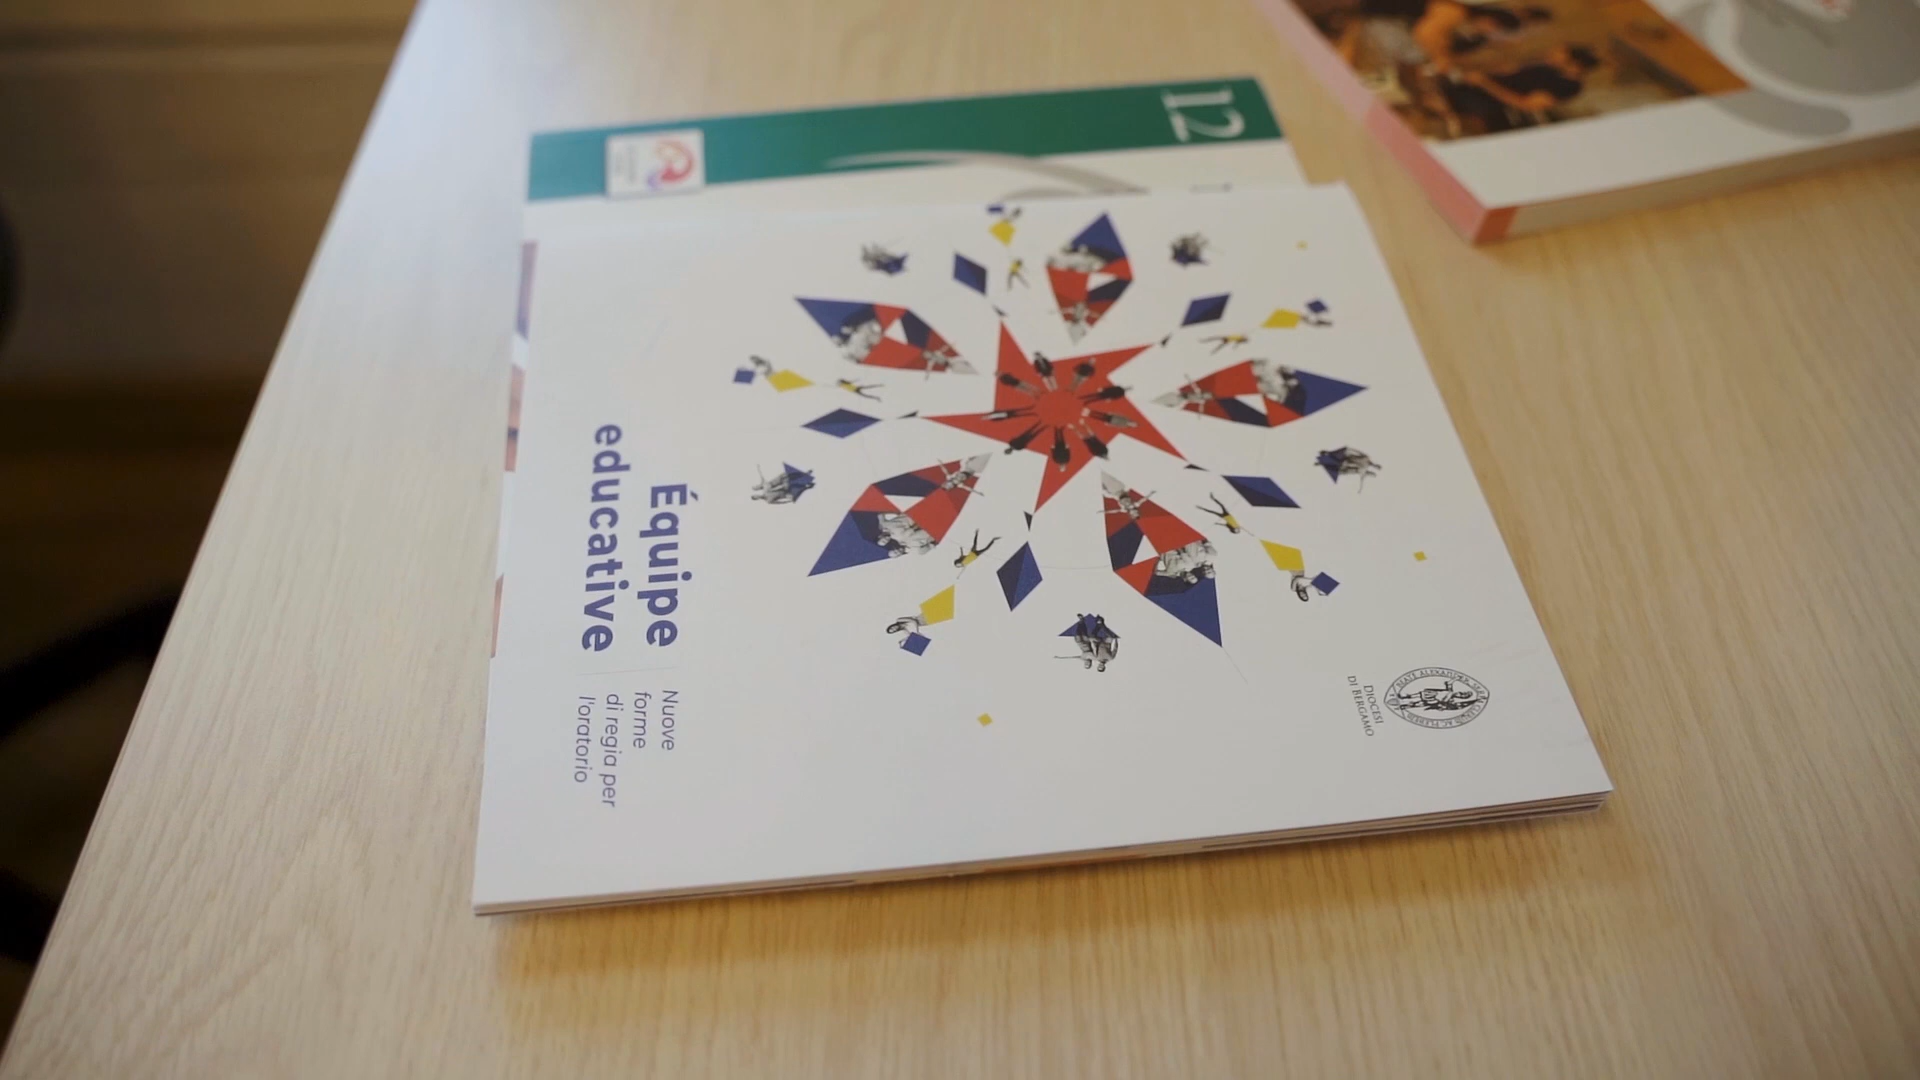 Équipe
educative
Nuove
forme
di regia per
l'oratorio
DIOCESI
DI BERGAMO
12